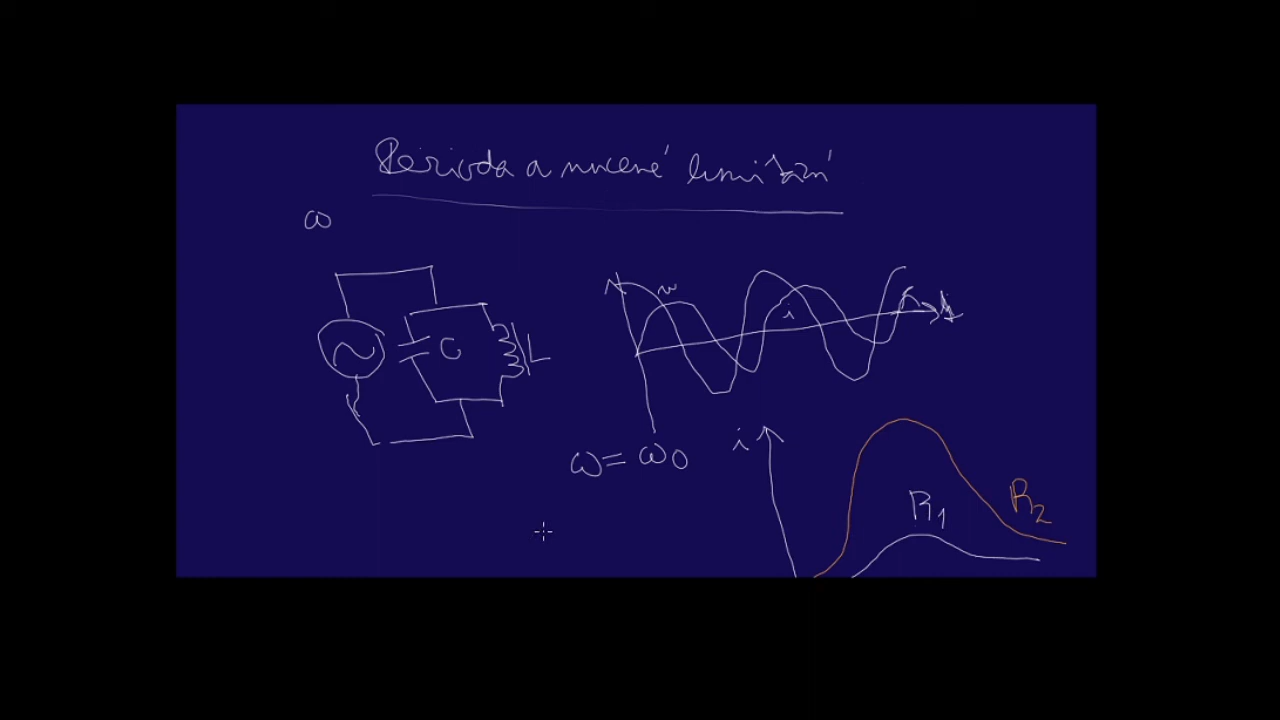 Perioda a nucené kmitání
ω
u
i
t
C
L
ω = ω0
i
R1
R2